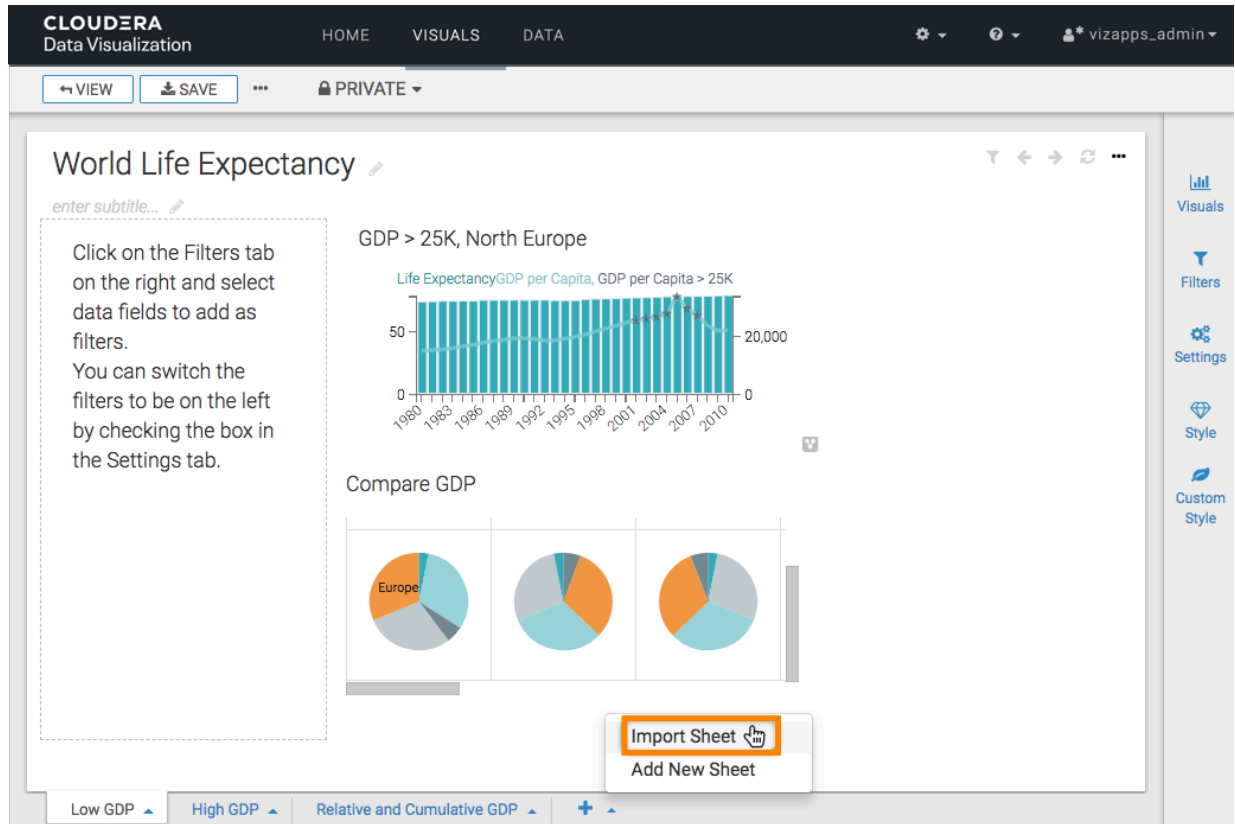 CLOUDERA
Data Visualization
HOME VISUALS DATA
vizapps_admin
VIEW SAVE PRIVATE
World Life Expectancy
enter subtitle...
Click on the Filters tab
on the right and select
data fields to add as
filters.
You can switch the
filters to be on the left
by checking the box in
the Settings tab.
GDP > 25K, North Europe
Life ExpectancyGDP per Capita, GDP per Capita > 25K
50
0
20,000
0
1980 1983 1986 1989 1992 1995 1998 2001 2004 2007 2010
Compare GDP
Europe
Import Sheet
Add New Sheet
Low GDP High GDP Relative and Cumulative GDP +
Visuals
Filters
Settings
Style
Custom
Style